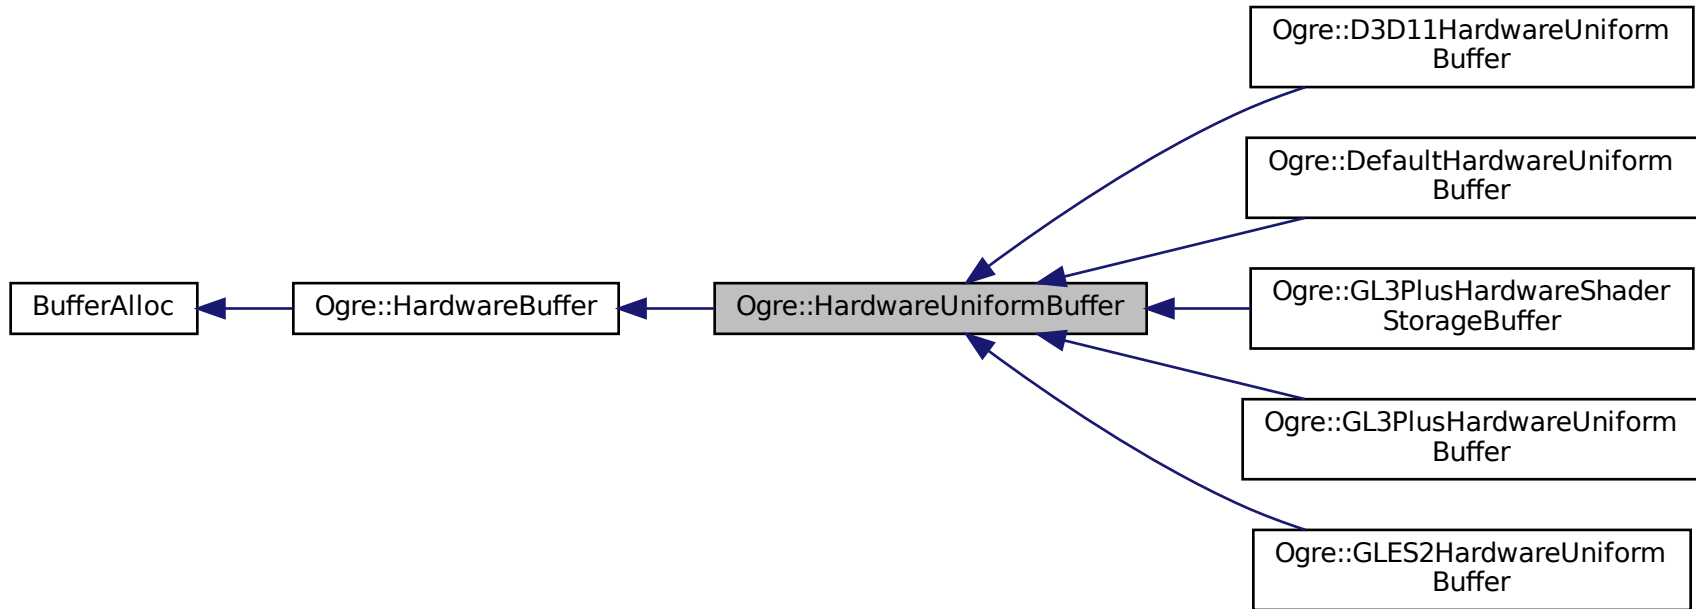 BufferAlloc
Ogre::HardwareBuffer
Ogre::HardwareUniformBuffer
Ogre::D3D11HardwareUniform
Buffer
Ogre::DefaultHardwareUniform
Buffer
Ogre::GL3PlusHardwareShader
StorageBuffer
Ogre::GL3PlusHardwareUniform
Buffer
Ogre::GLES2HardwareUniform
Buffer